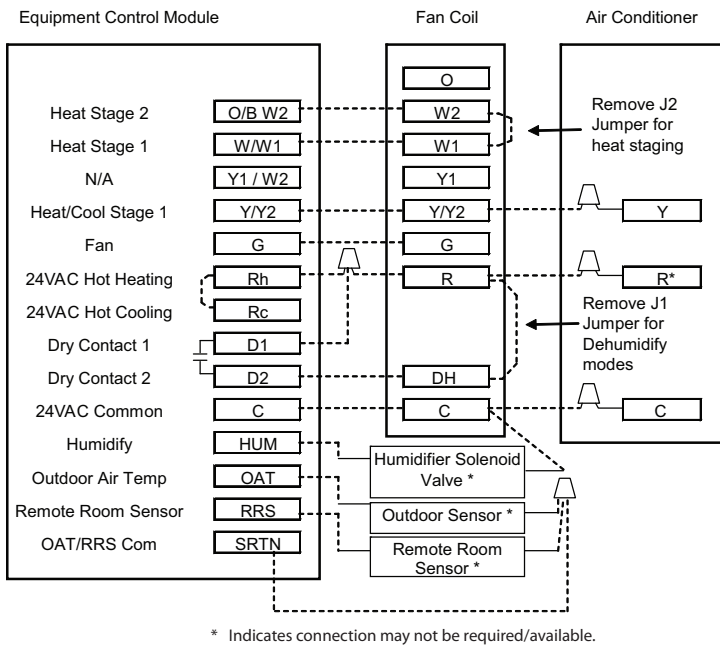 Equipment Control Module
Fan Coil
Air Conditioner
O
Heat Stage 2
O/B W2
W2
Remove J2
Jumper for
heat staging
Heat Stage 1
W/W1
W1
N/A
Y1 / W2
Y1
Heat/Cool Stage 1
Y/Y2
Y/Y2
Y
Fan
G
G
24VAC Hot Heating
Rh
R
R*
24VAC Hot Cooling
Rc
Remove J1
Jumper for
Dehumidify
modes
Dry Contact 1
D1
Dry Contact 2
D2
DH
24VAC Common
C
C
C
Humidify
HUM
Humidifier Solenoid
Valve *
Outdoor Air Temp
OAT
Outdoor Sensor *
Remote Room Sensor
RRS
Remote Room
Sensor *
OAT/RRS Com
SRTN
* Indicates connection may not be required/available.